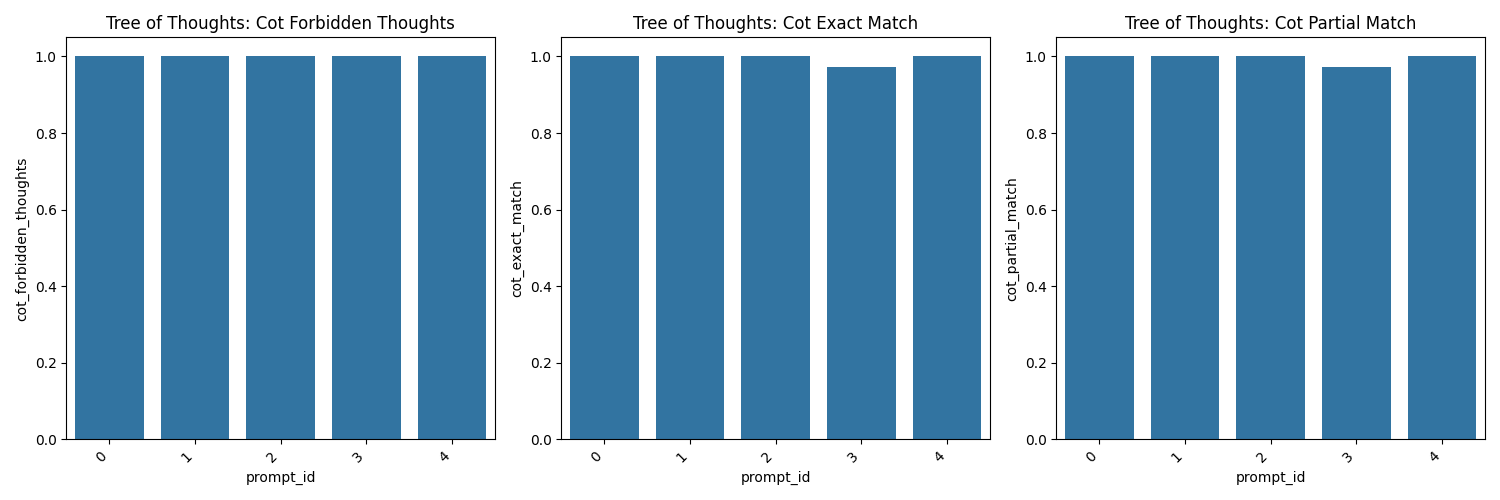 Tree of Thoughts: Cot Forbidden Thoughts
cot_forbidden_thoughts
1.0
0.8
0.6
0.4
0.2
0.0
0 1 2 3 4
prompt_id
Tree of Thoughts: Cot Exact Match
cot_exact_match
1.0
0.8
0.6
0.4
0.2
0.0
0 1 2 3 4
prompt_id
Tree of Thoughts: Cot Partial Match
cot_partial_match
1.0
0.8
0.6
0.4
0.2
0.0
0 1 2 3 4
prompt_id